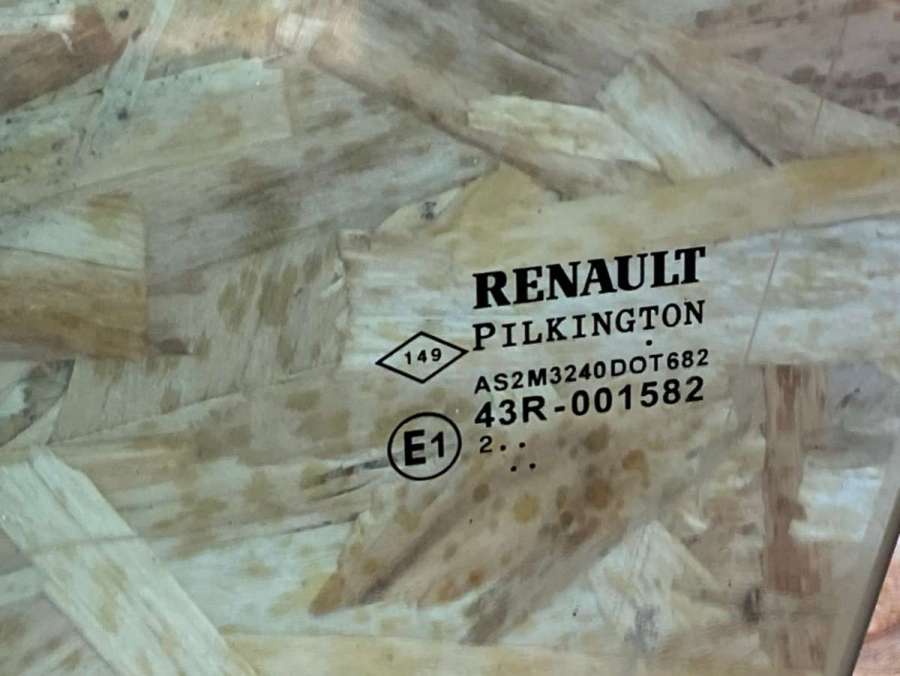 RENAULT
PILKINGTON
149
AS2M3240DOT682
43R-001582
E1
2..
..